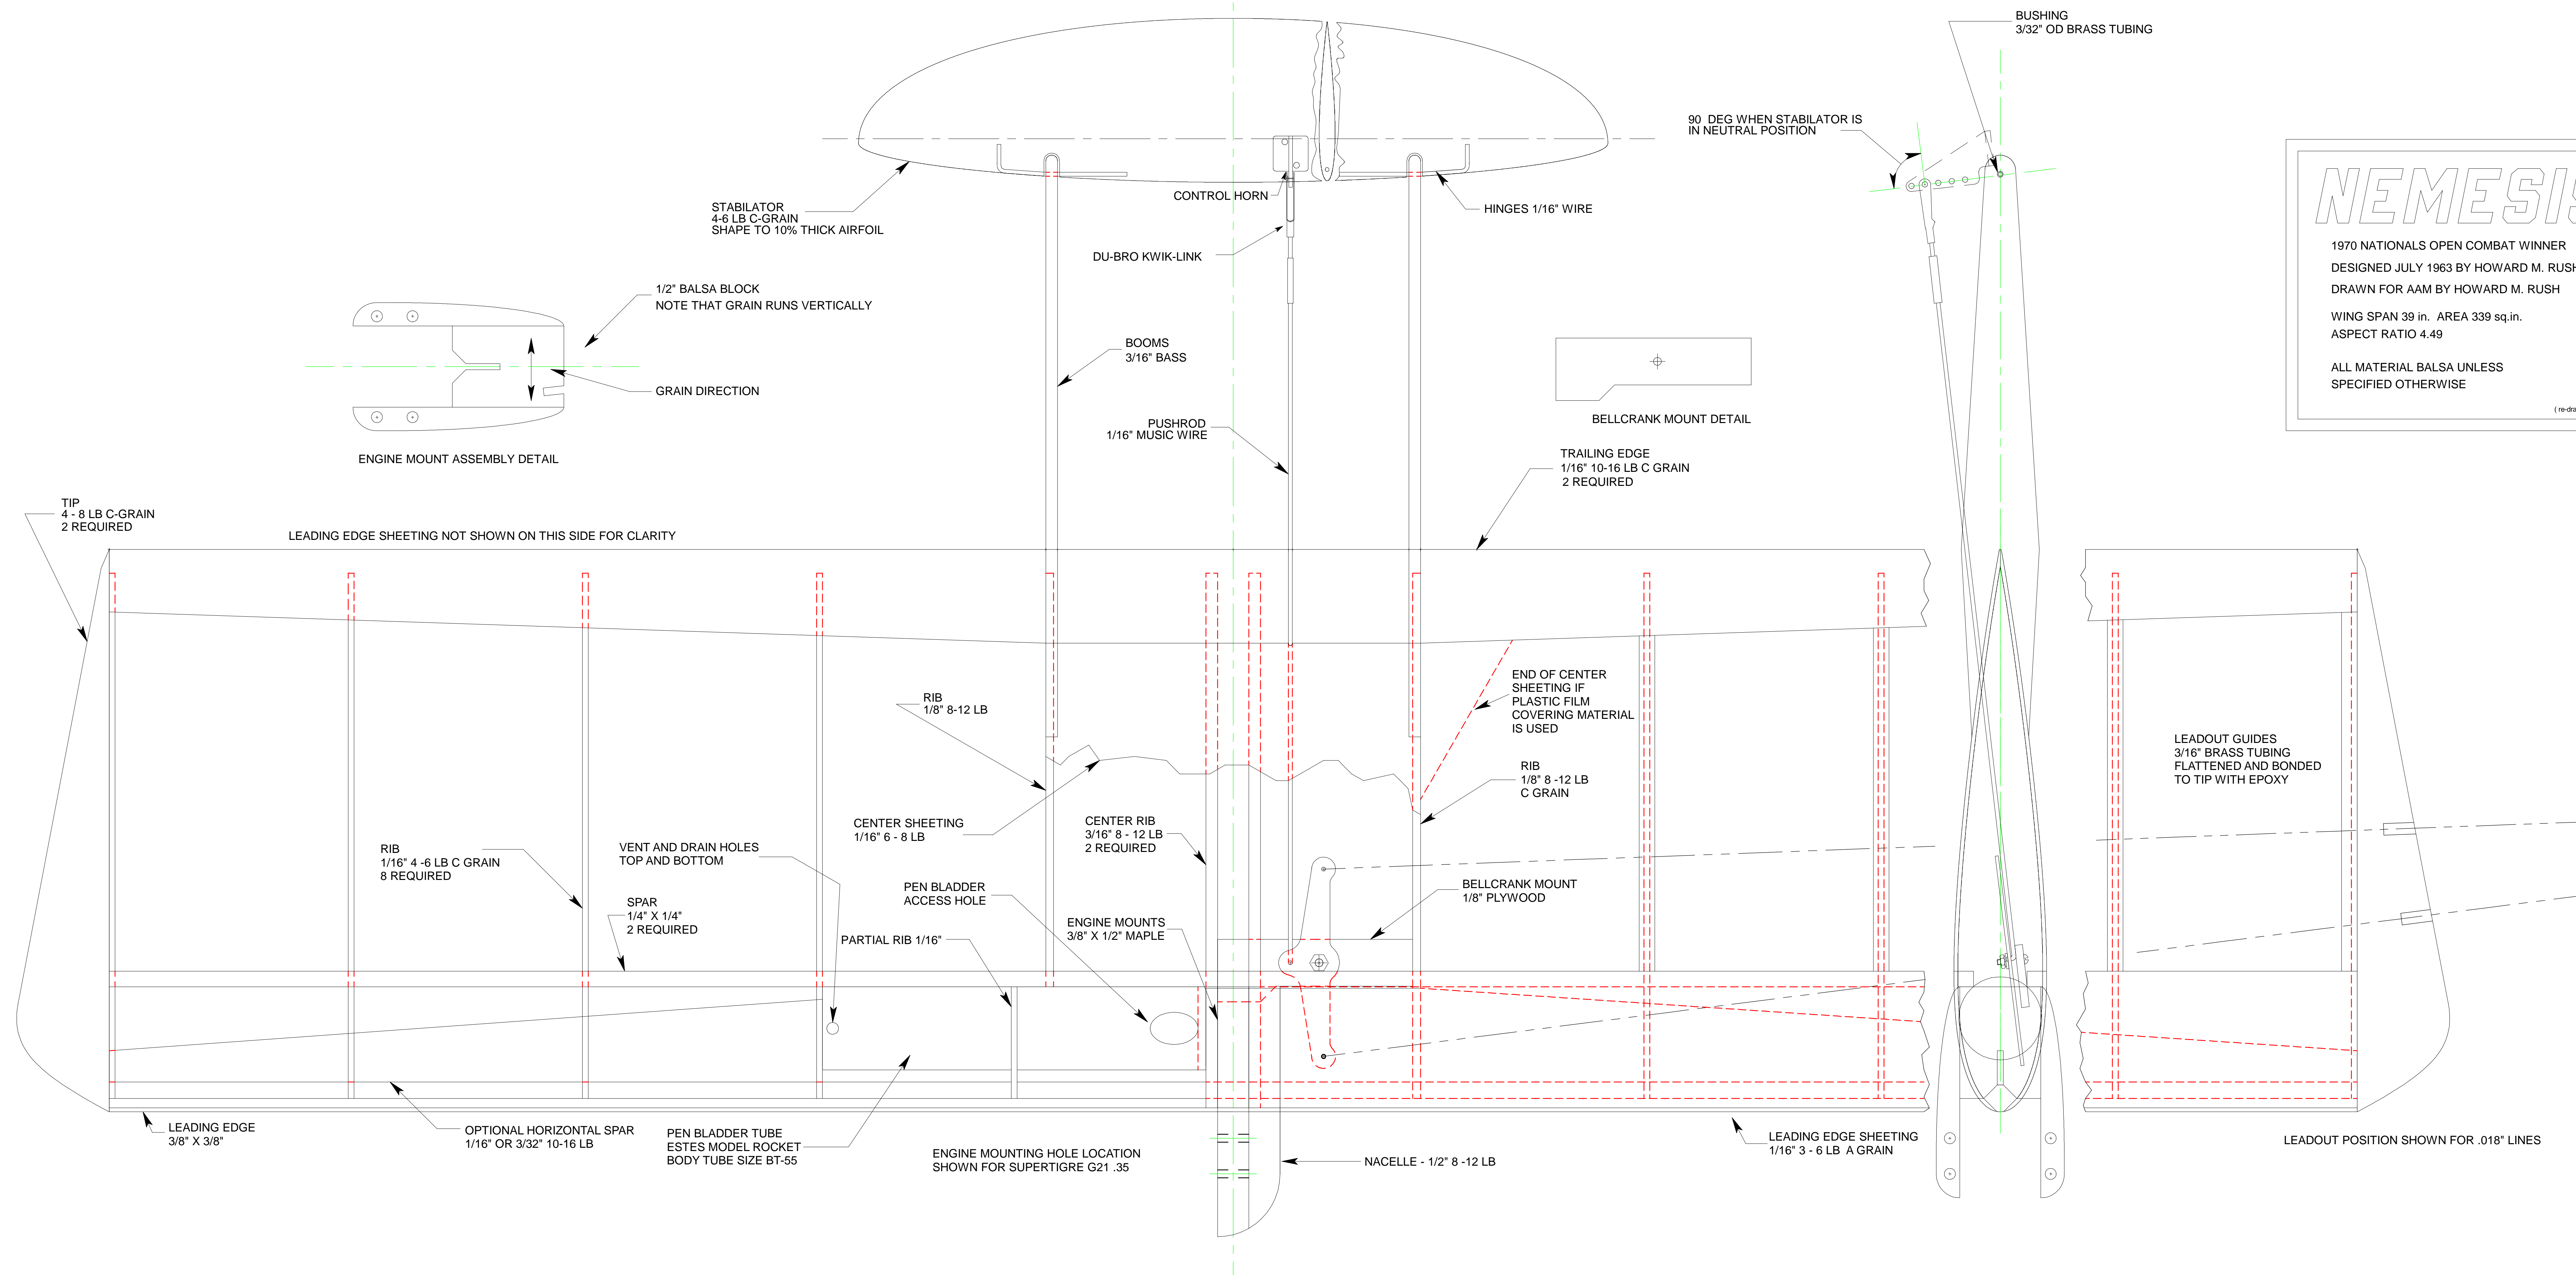 BUSHING
3/32" OD BRASS TUBING
90 DEG WHEN STABILATOR IS
IN NEUTRAL POSITION
NEMESIS
1970 NATIONALS OPEN COMBAT WINNER
DESIGNED JULY 1963 BY HOWARD M. RUSH
DRAWN FOR AAM BY HOWARD M. RUSH
WING SPAN 39 in. AREA 339 sq.in.
ASPECT RATIO 4.49
ALL MATERIAL BALSA UNLESS
SPECIFIED OTHERWISE
STABILATOR
4-6 LB C-GRAIN
SHAPE TO 10% THICK AIRFOIL
CONTROL HORN
HINGES 1/16" WIRE
DU-BRO KWIK-LINK
1/2" BALSA BLOCK
NOTE THAT GRAIN RUNS VERTICALLY
GRAIN DIRECTION
ENGINE MOUNT ASSEMBLY DETAIL
BOOMS
3/16" BASS
BELLCRANK MOUNT DETAIL
PUSHROD
1/16" MUSIC WIRE
TRAILING EDGE
1/16" 10-16 LB C GRAIN
2 REQUIRED
TIP
4 - 8 LB C-GRAIN
2 REQUIRED
LEADING EDGE SHEETING NOT SHOWN ON THIS SIDE FOR CLARITY
RIB
1/8" 8-12 LB
END OF CENTER
SHEETING IF
PLASTIC FILM
COVERING MATERIAL
IS USED
LEADOUT GUIDES
3/16" BRASS TUBING
FLATTENED AND BONDED
TO TIP WITH EPOXY
RIB
1/8" 8 -12 LB
C GRAIN
CENTER SHEETING
1/16" 6 - 8 LB
CENTER RIB
3/16" 8 - 12 LB
2 REQUIRED
RIB
1/16" 4 -6 LB C GRAIN
8 REQUIRED
VENT AND DRAIN HOLES
TOP AND BOTTOM
PEN BLADDER
ACCESS HOLE
BELLCRANK MOUNT
1/8" PLYWOOD
SPAR
1/4" X 1/4"
2 REQUIRED
ENGINE MOUNTS
3/8" X 1/2" MAPLE
PARTIAL RIB 1/16"
LEADING EDGE
3/8" X 3/8"
OPTIONAL HORIZONTAL SPAR
1/16" OR 3/32" 10-16 LB
PEN BLADDER TUBE
ESTES MODEL ROCKET
BODY TUBE SIZE BT-55
ENGINE MOUNTING HOLE LOCATION
SHOWN FOR SUPERTIGRE G21 .35
NACELLE - 1/2" 8 -12 LB
LEADING EDGE SHEETING
1/16" 3 - 6 LB A GRAIN
LEADOUT POSITION SHOWN FOR .018" LINES